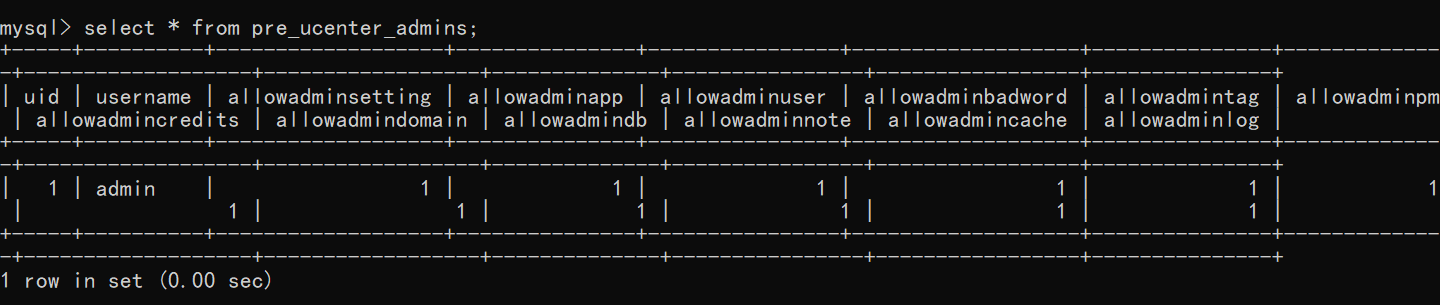 mysql> select * from pre_ucenter_admins;
+-----+----------+-------------------+---------------+----------------+-------------------+---------------+-------------
-+-------------------+------------------+--------------+----------------+-----------------+---------------+
| uid | username | allowadminsetting | allowadminapp | allowadminuser | allowadminbadword | allowadmintag | allowadminpm
 | allowadmincredits | allowadmindomain | allowadmindb | allowadminnote | allowadmincache | allowadminlog |
+-----+----------+-------------------+---------------+----------------+-------------------+---------------+-------------
-+-------------------+------------------+--------------+----------------+-----------------+---------------+
|   1 | admin    |                 1 |             1 |              1 |                 1 |             1 |            1
 |                 1 |                1 |            1 |              1 |               1 |             1 |
+-----+----------+-------------------+---------------+----------------+-------------------+---------------+-------------
-+-------------------+------------------+--------------+----------------+-----------------+---------------+
1 row in set (0.00 sec)